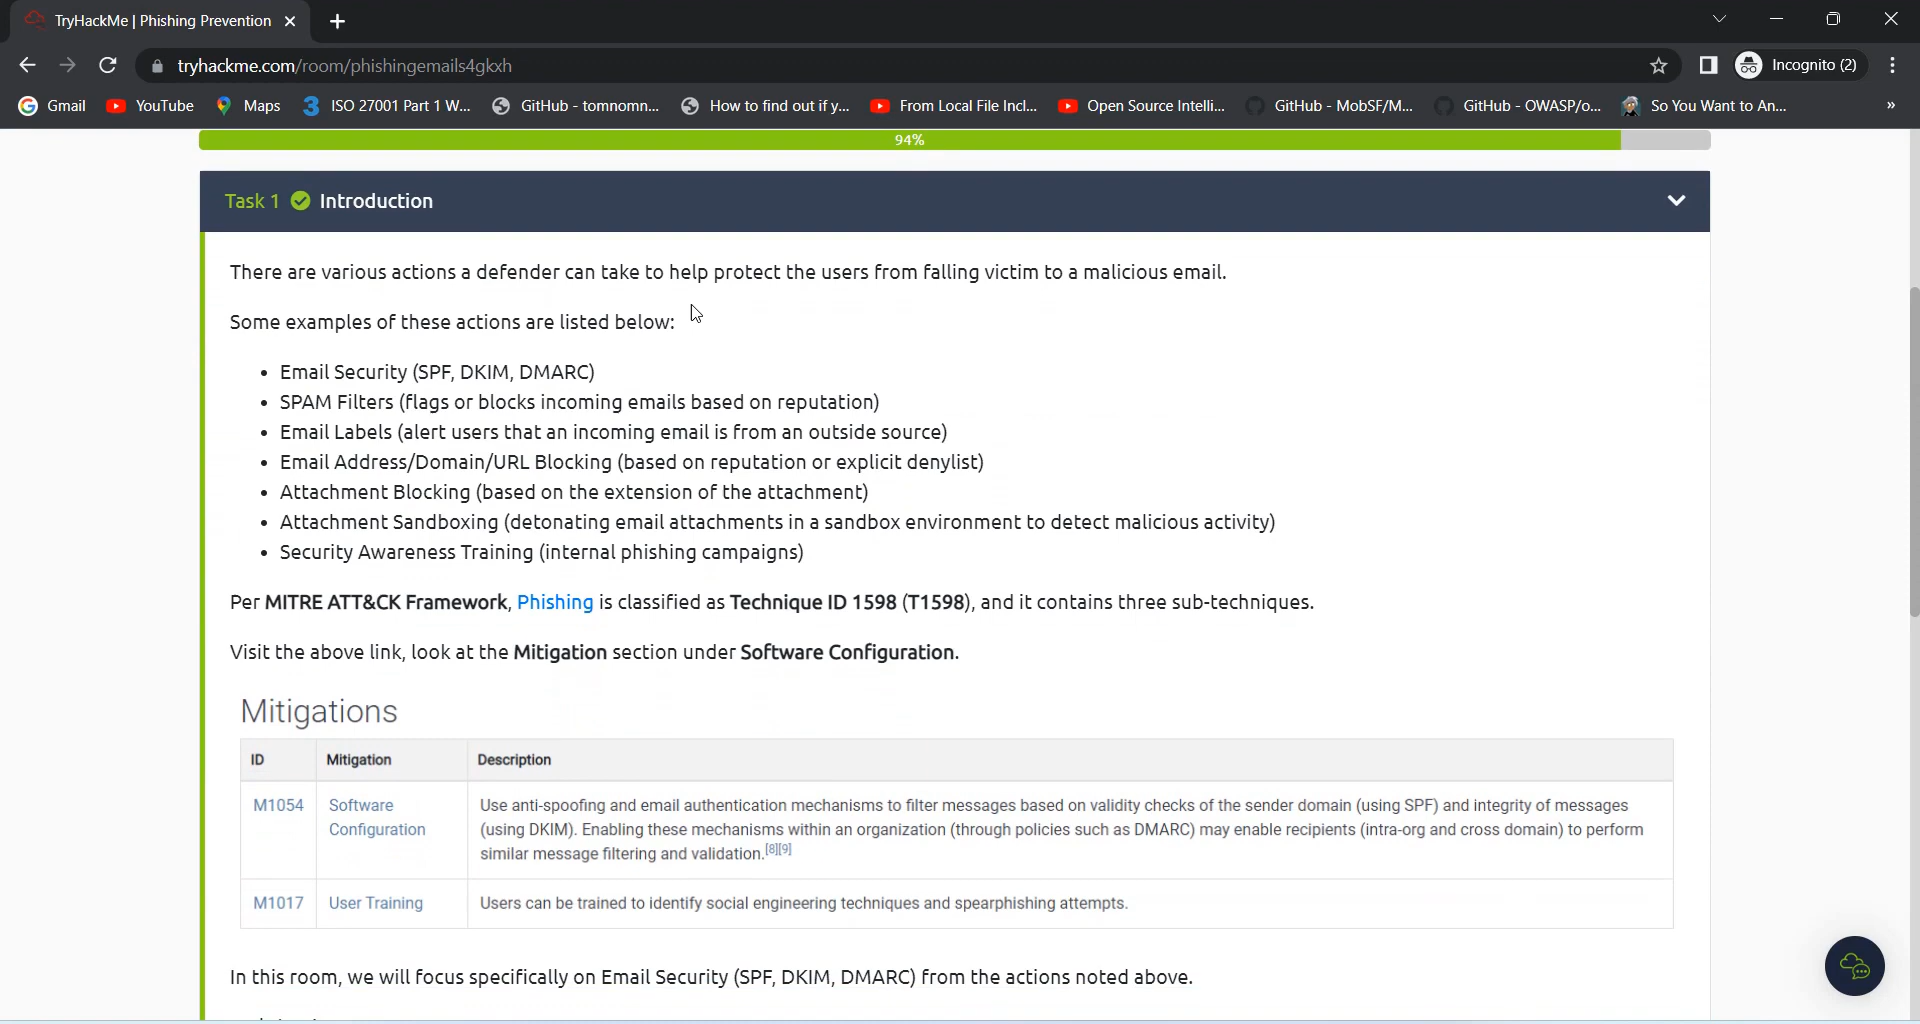 TryHackMe | Phishing Prevention
tryhackme.com/room/phishingemails4gkxh
Incognito (2)
Gmail
YouTube
Maps
ISO 27001 Part 1 W...
GitHub - tomnomn...
How to find out if y...
From Local File Incl...
Open Source Intelli...
GitHub - MobSF/M...
GitHub - OWASP/o...
So You Want to An...
»
94%
Task 1 Introduction
There are various actions a defender can take to help protect the users from falling victim to a malicious email.
Some examples of these actions are listed below:
• Email Security (SPF, DKIM, DMARC)
• SPAM Filters (flags or blocks incoming emails based on reputation)
• Email Labels (alert users that an incoming email is from an outside source)
• Email Address/Domain/URL Blocking (based on reputation or explicit denylist)
• Attachment Blocking (based on the extension of the attachment)
• Attachment Sandboxing (detonating email attachments in a sandbox environment to detect malicious activity)
• Security Awareness Training (internal phishing campaigns)
Per MITRE ATT&CK Framework, Phishing is classified as Technique ID 1598 (T1598), and it contains three sub-techniques.
Visit the above link, look at the Mitigation section under Software Configuration.
Mitigations
ID Mitigation Description
M1054 Software Configuration
Use anti-spoofing and email authentication mechanisms to filter messages based on validity checks of the sender domain (using SPF) and integrity of messages
(using DKIM). Enabling these mechanisms within an organization (through policies such as DMARC) may enable recipients (intra-org and cross domain) to perform
similar message filtering and validation.[8][9]
M1017 User Training Users can be trained to identify social engineering techniques and spearphishing attempts.
In this room, we will focus specifically on Email Security (SPF, DKIM, DMARC) from the actions noted above.